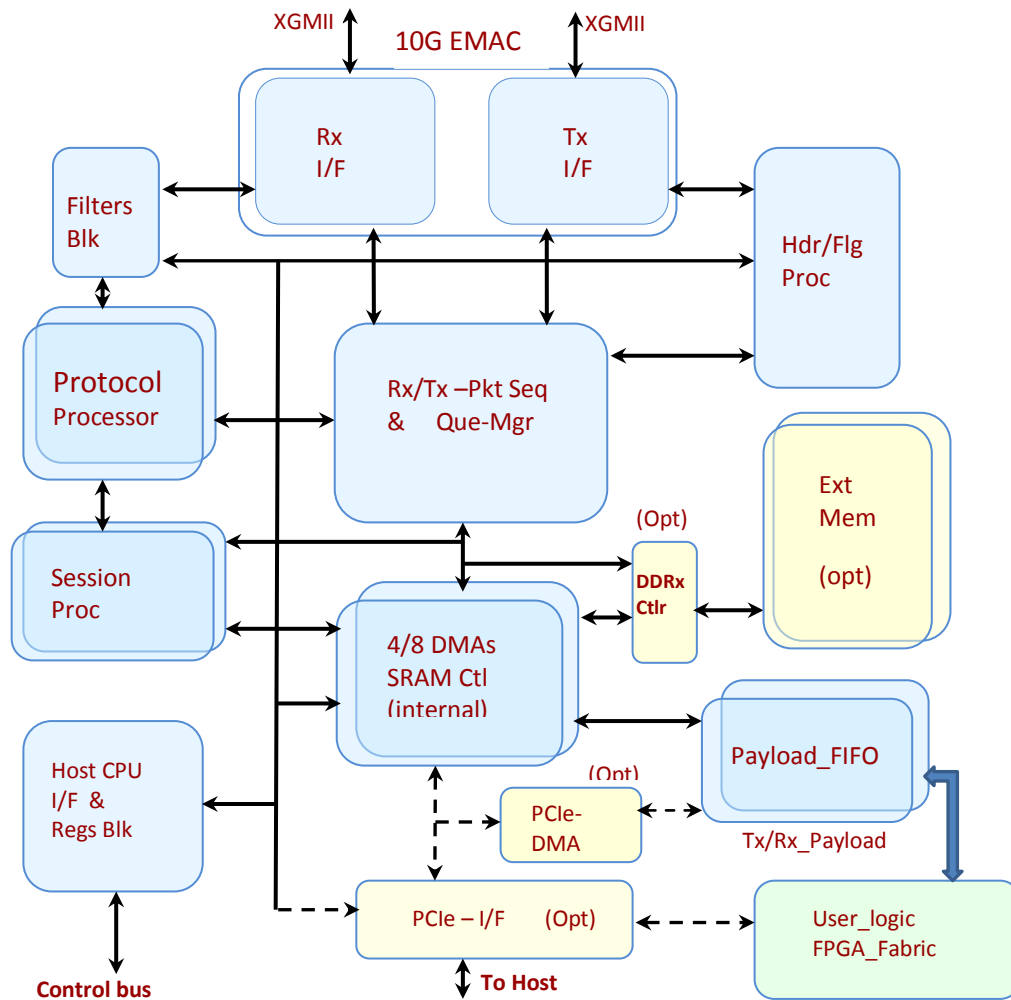 XGMII
XGMII
10G EMAC
Rx
I/F
Tx
I/F
Filters
Blk
Hdr/Flg
Proc
Protocol
Processor
Rx/Tx –Pkt Seq
& Que-Mgr
Ext
Mem
(opt)
(Opt)
DDRx
Ctlr
Session
Proc
4/8 DMAs
SRAM Ctl
(internal)
Payload_FIFO
Tx/Rx_Payload
Host CPU
I/F &
Regs Blk
(Opt)
PCIe-
DMA
PCIe – I/F (Opt)
User_logic
FPGA_Fabric
Control bus
To Host